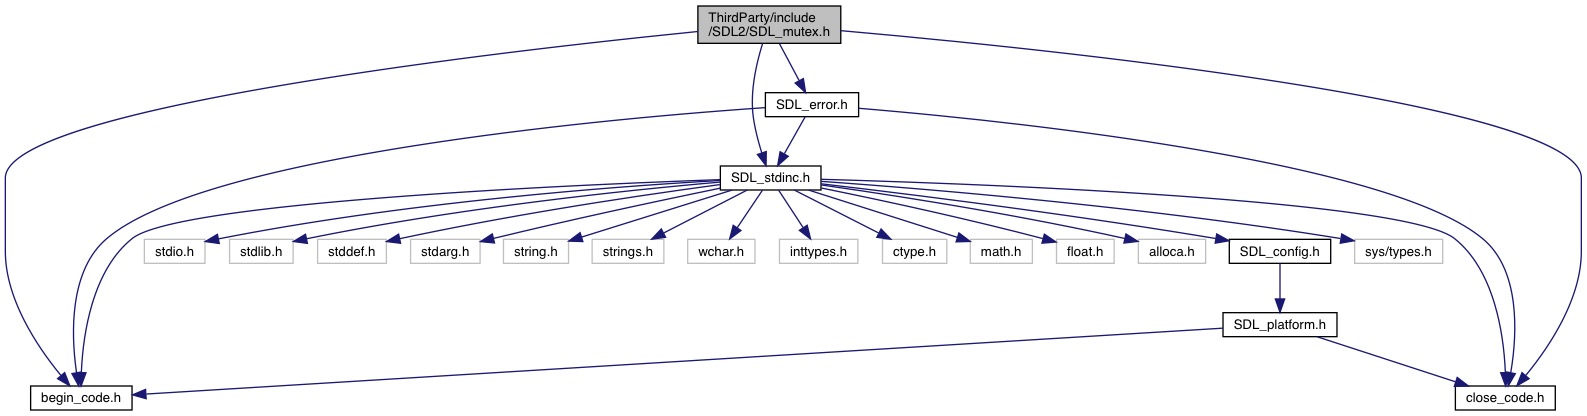 ThirdParty/include
/SDL2/SDL_mutex.h
SDL_error.h
SDL_stdinc.h
stdio.h
stdlib.h
stddef.h
stdarg.h
string.h
strings.h
wchar.h
inttypes.h
ctype.h
math.h
float.h
alloca.h
SDL_config.h
sys/types.h
SDL_platform.h
begin_code.h
close_code.h